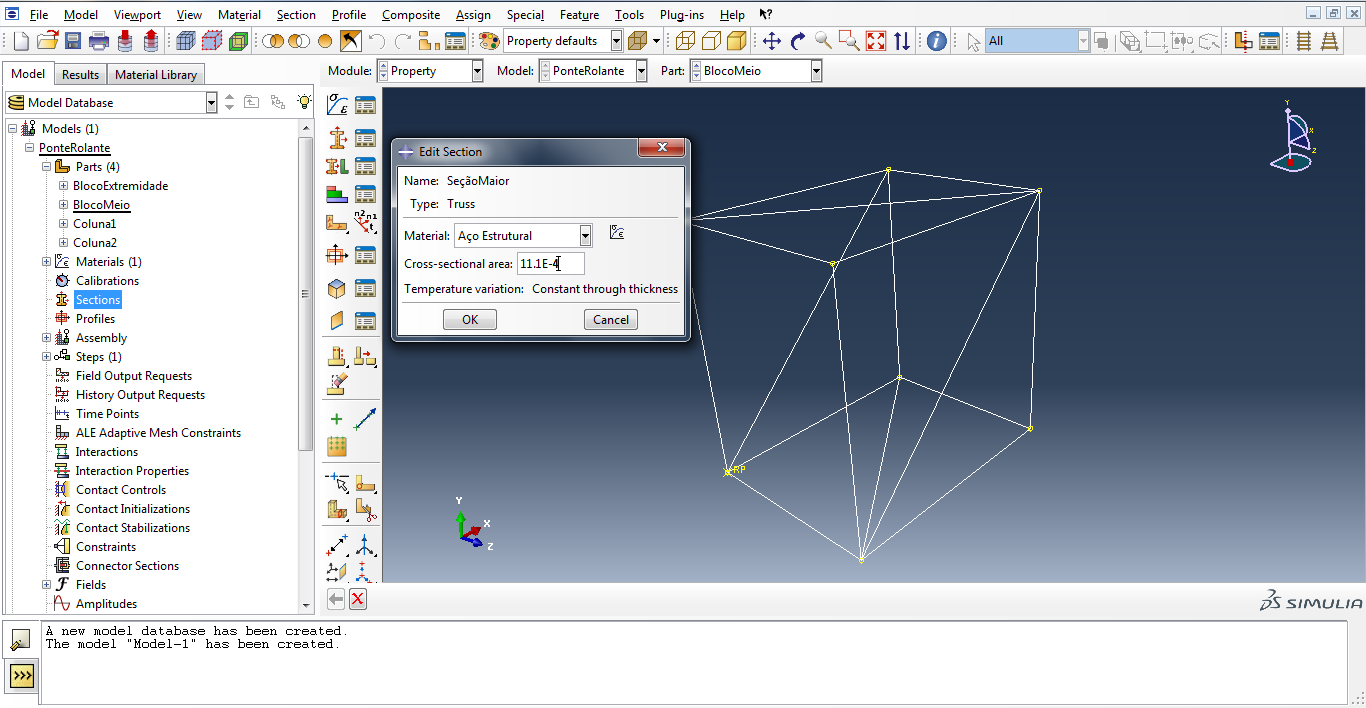 File Model Viewport View Material Section Profile Composite Assign Special Feature Tools Plug-ins Help
Property defaults All
Model Results Material Library
Module: Property Model: PonteRolante Part: BlocoMeio
Model Database
Models (1)
PonteRolante
Parts (4)
BlocoExtremidade
BlocoMeio
Coluna1
Coluna2
Materials (1)
Calibrations
Sections
Profiles
Assembly
Steps (1)
Field Output Requests
History Output Requests
Time Points
ALE Adaptive Mesh Constraints
Interactions
Interaction Properties
Contact Controls
Contact Initializations
Contact Stabilizations
Constraints
Connector Sections
Fields
Amplitudes
Edit Section
Name: SeçãoMaior
Type: Truss
Material: Aço Estrutural
Cross-sectional area: 11.1E-4
Temperature variation: Constant through thickness
OK Cancel
Y
X
Z
RP
Y
X
Z
SIMULIA
A new model database has been created.
The model "Model-1" has been created.